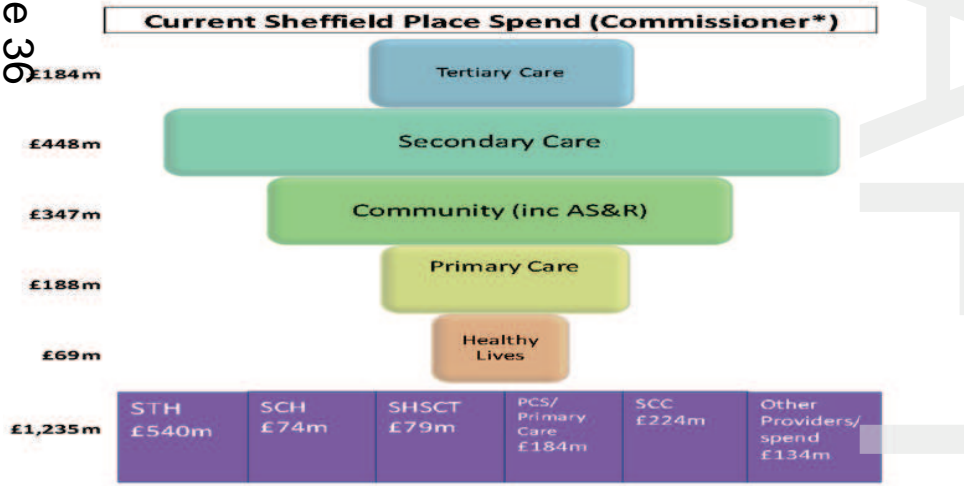 e 36
Current Sheffield Place Spend (Commissioner*)
£184m
Tertiary Care
£448m
Secondary Care
£347m
Community (inc AS&R)
£188m
Primary Care
£69m
Healthy
Lives
£1,235m
STH
£540m
SCH
£74m
SHSCT
£79m
PCS/
Primary
Care
£184m
SCC
£224m
Other
Providers/
spend
£134m